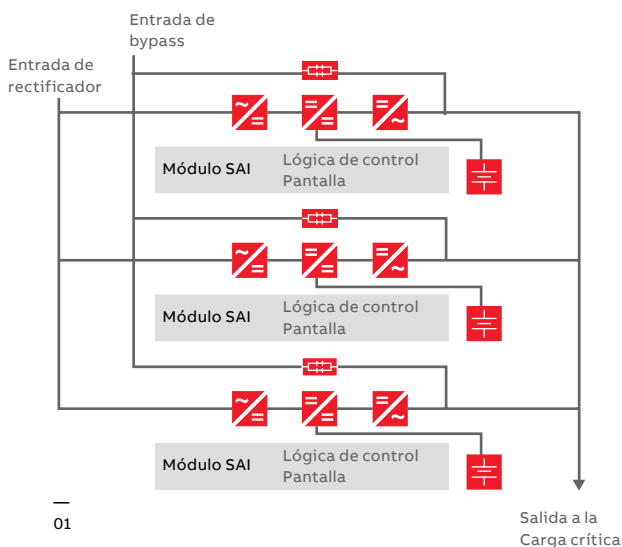 Entrada de
bypass
Entrada de
rectificador
Módulo SAI
Lógica de control
Pantalla
Módulo SAI
Lógica de control
Pantalla
Módulo SAI
Lógica de control
Pantalla
01
Salida a la
Carga crítica